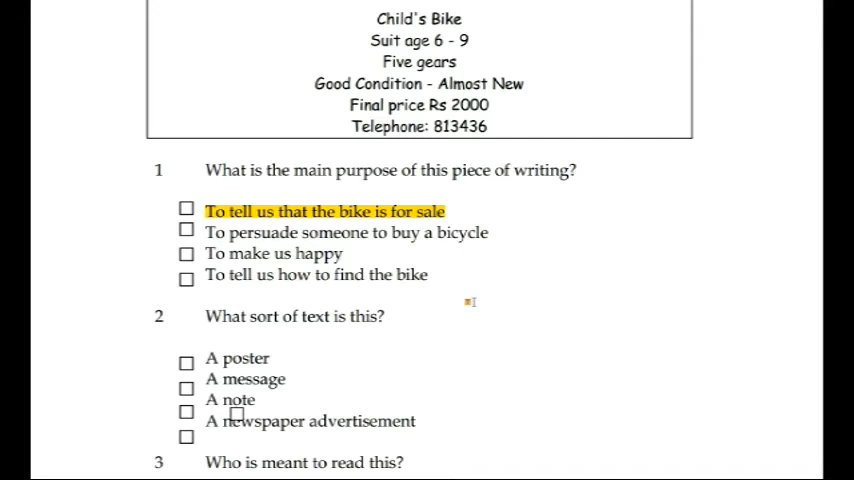 Child's Bike
Suit age 6 - 9
Five gears
Good Condition - Almost New
Final price Rs 2000
Telephone: 813436
1 What is the main purpose of this piece of writing?
To tell us that the bike is for sale
To persuade someone to buy a bicycle
To make us happy
To tell us how to find the bike
2 What sort of text is this?
A poster
A message
A note
A newspaper advertisement
3 Who is meant to read this?